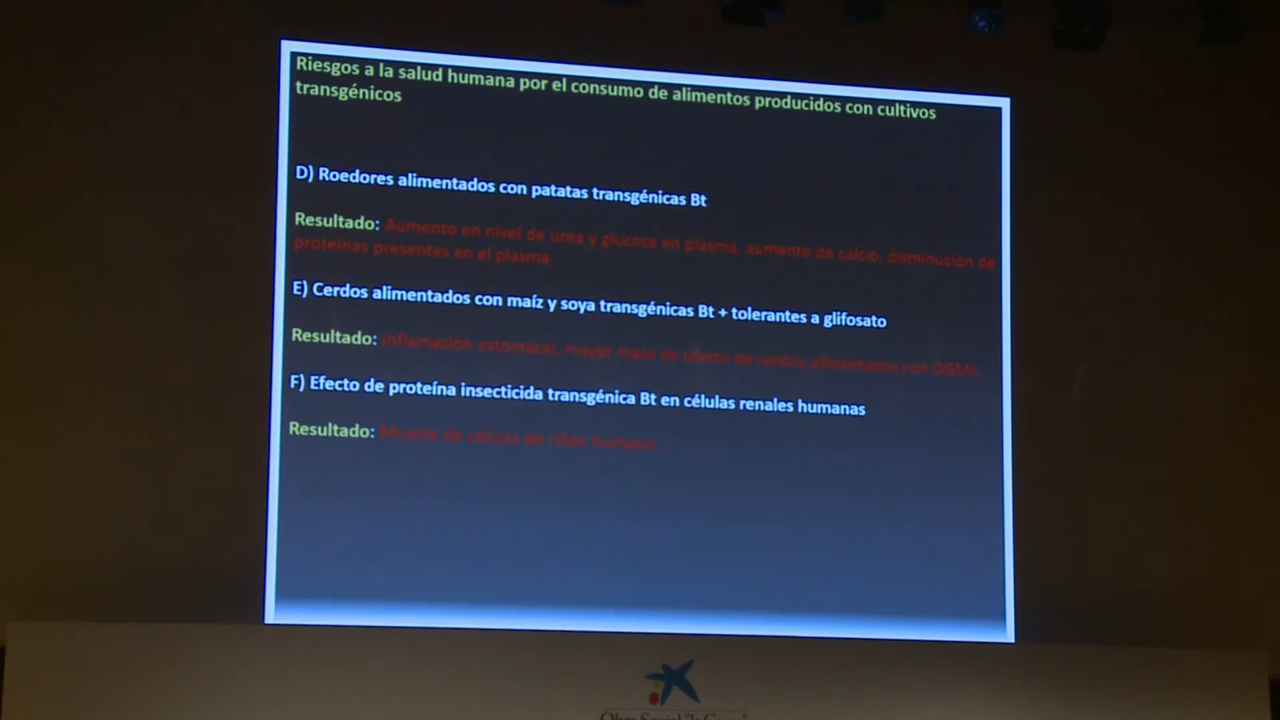 Riesgos a la salud humana por el consumo de alimentos producidos con cultivos
transgénicos
D) Roedores alimentados con patatas transgénicas Bt
Resultado: Aumento en nivel de urea y glucosa en plasma, aumento de calcio, disminución de
proteínas presentes en el plasma
E) Cerdos alimentados con maíz y soya transgénicas Bt + tolerantes a glifosato
Resultado: Inflamación estomacal, mayor masa de úteros de cerdos alimentados con OGMs.
F) Efecto de proteína insecticida transgénica Bt en células renales humanas
Resultado: Muerte de células de riñón humano.
Obra Social "la Caixa"